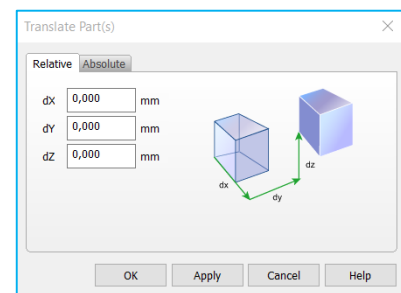 Translate Part(s)
Relative Absolute
dX 0,000 mm
dY 0,000 mm
dZ 0,000 mm
dx
dy
dz
OK Apply Cancel Help